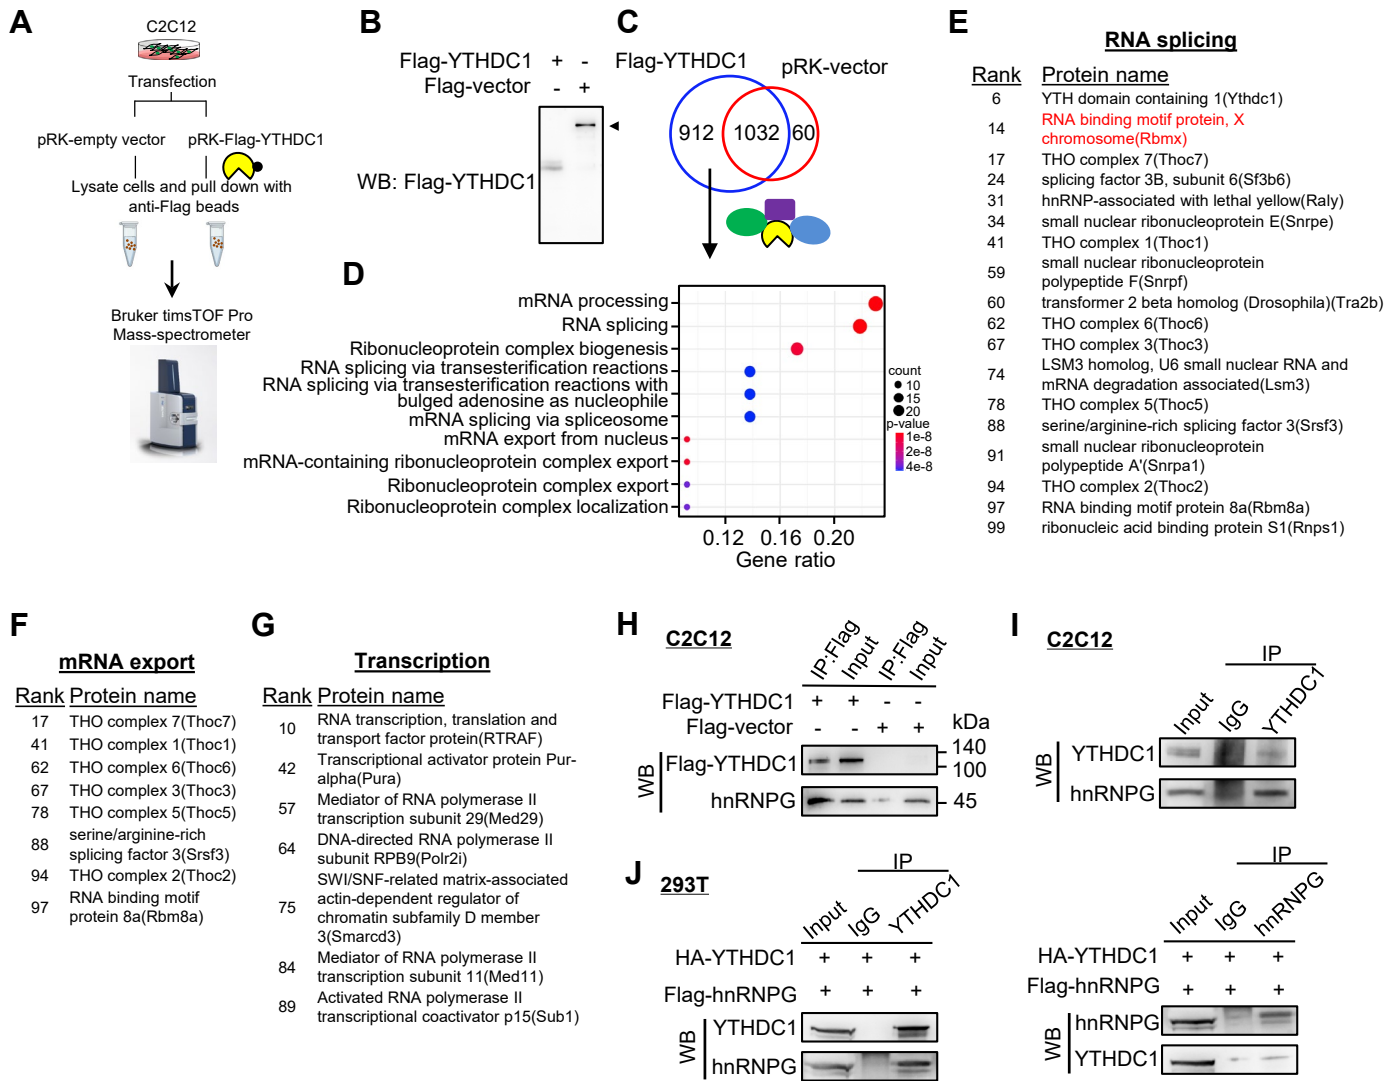 A
C2C12
Transfection
pRK-empty vector
pRK-Flag-YTHDC1
Lysate cells and pull down with
anti-Flag beads
Bruker timsTOF Pro
Mass-spectrometer
B
Flag-YTHDC1 + -
Flag-vector - +
WB: Flag-YTHDC1
C
Flag-YTHDC1
pRK-vector
912 1032 60
D
mRNA processing
RNA splicing
Ribonucleoprotein complex biogenesis
RNA splicing via transesterification reactions
RNA splicing via transesterification reactions with
bulged adenosine as nucleophile
mRNA splicing via spliceosome
mRNA export from nucleus
mRNA-containing ribonucleoprotein complex export
Ribonucleoprotein complex export
Ribonucleoprotein complex localization
0.12 0.16 0.20
Gene ratio
count
10
15
20
p-value
1e-8
2e-8
4e-8
E
RNA splicing
Rank Protein name
6 YTH domain containing 1(Ythdc1)
14 RNA binding motif protein, X
chromosome(Rbmx)
17 THO complex 7(Thoc7)
24 splicing factor 3B, subunit 6(Sf3b6)
31 hnRNP-associated with lethal yellow(Raly)
34 small nuclear ribonucleoprotein E(Snrpe)
41 THO complex 1(Thoc1)
59 small nuclear ribonucleoprotein
polypeptide F(Snrpf)
60 transformer 2 beta homolog (Drosophila)(Tra2b)
62 THO complex 6(Thoc6)
67 THO complex 3(Thoc3)
74 LSM3 homolog, U6 small nuclear RNA and
mRNA degradation associated(Lsm3)
78 THO complex 5(Thoc5)
88 serine/arginine-rich splicing factor 3(Srsf3)
91 small nuclear ribonucleoprotein
polypeptide A'(Snrpa1)
94 THO complex 2(Thoc2)
97 RNA binding motif protein 8a(Rbm8a)
99 ribonucleic acid binding protein S1(Rnps1)
F
mRNA export
Rank Protein name
17 THO complex 7(Thoc7)
41 THO complex 1(Thoc1)
62 THO complex 6(Thoc6)
67 THO complex 3(Thoc3)
78 THO complex 5(Thoc5)
88 serine/arginine-rich
splicing factor 3(Srsf3)
94 THO complex 2(Thoc2)
97 RNA binding motif
protein 8a(Rbm8a)
G
Transcription
Rank Protein name
10 RNA transcription, translation and
transport factor protein(RTRAF)
42 Transcriptional activator protein Pur-
alpha(Pura)
57 Mediator of RNA polymerase II
transcription subunit 29(Med29)
64 DNA-directed RNA polymerase II
subunit RPB9(Polr2i)
75 SWI/SNF-related matrix-associated
actin-dependent regulator of
chromatin subfamily D member
3(Smarcd3)
84 Mediator of RNA polymerase II
transcription subunit 11(Med11)
89 Activated RNA polymerase II
transcriptional coactivator p15(Sub1)
H
C2C12
IP:Flag Input IP:Flag Input
Flag-YTHDC1 + + - -
Flag-vector - - + +
kDa
WB
Flag-YTHDC1
140
100
hnRNPG
45
I
C2C12
IP
Input IgG YTHDC1
WB
YTHDC1
hnRNPG
J
293T
IP
Input IgG YTHDC1
HA-YTHDC1 + + +
Flag-hnRNPG + + +
WB
YTHDC1
hnRNPG
IP
Input IgG hnRNPG
HA-YTHDC1 + + +
Flag-hnRNPG + + +
WB
hnRNPG
YTHDC1